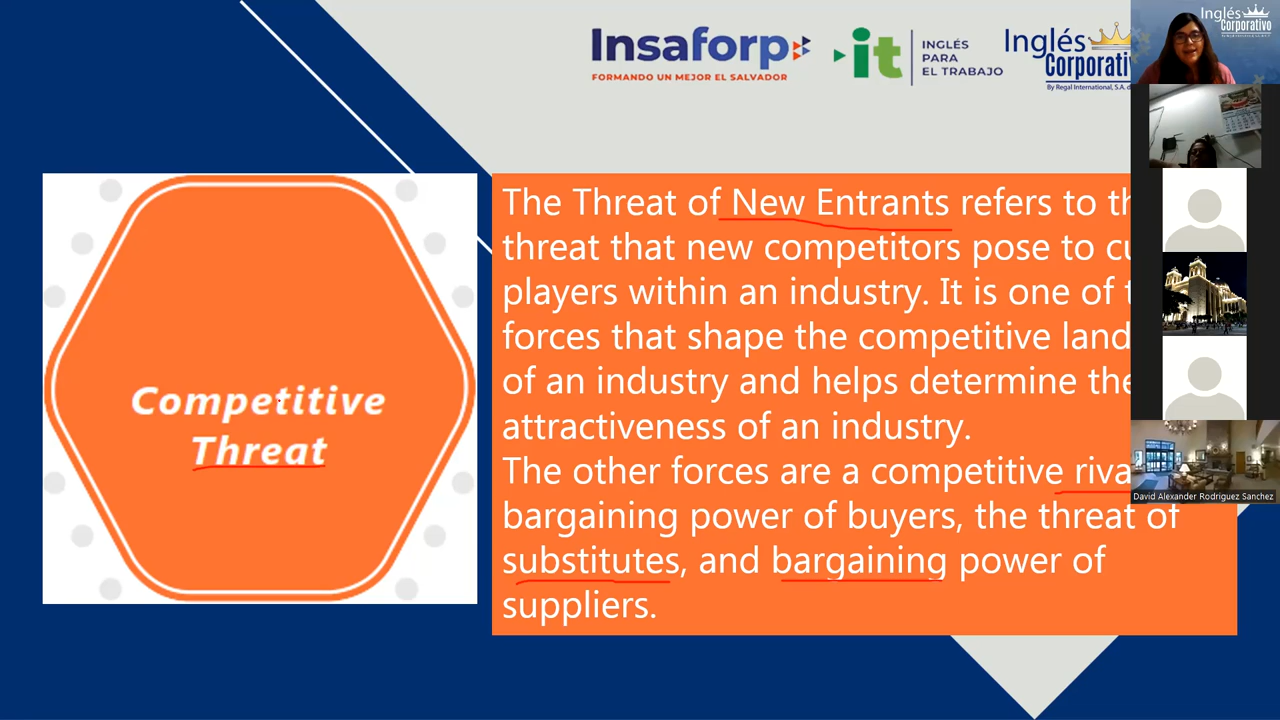 Insaforp
FORMANDO UN MEJOR EL SALVADOR
it
INGLÉS
PARA
EL TRABAJO
Inglés
Corporativ
By Regal International, S.A. d
Inglés
Corporativo
Competitive
Threat
The Threat of New Entrants refers to th
threat that new competitors pose to cu
players within an industry. It is one of t
forces that shape the competitive land
of an industry and helps determine the
attractiveness of an industry.
The other forces are a competitive riva
bargaining power of buyers, the threat of
substitutes, and bargaining power of
suppliers.
David Alexander Rodriguez Sanchez